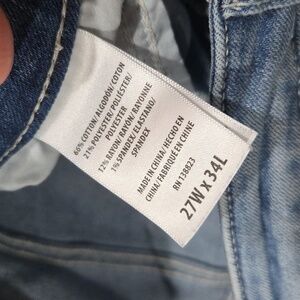 66% COTTON/ALGODÓN/COTON
21% POLYESTER/POLIÉSTER/
POLYESTER
12% RAYON/RAYÓN/RAYONNE
1% SPANDEX/ELASTANO/
SPANDEX
MADE IN CHINA/HECHO EN
CHINA/FABRIQUÉ EN CHINE
RN 138823
27W X 34L